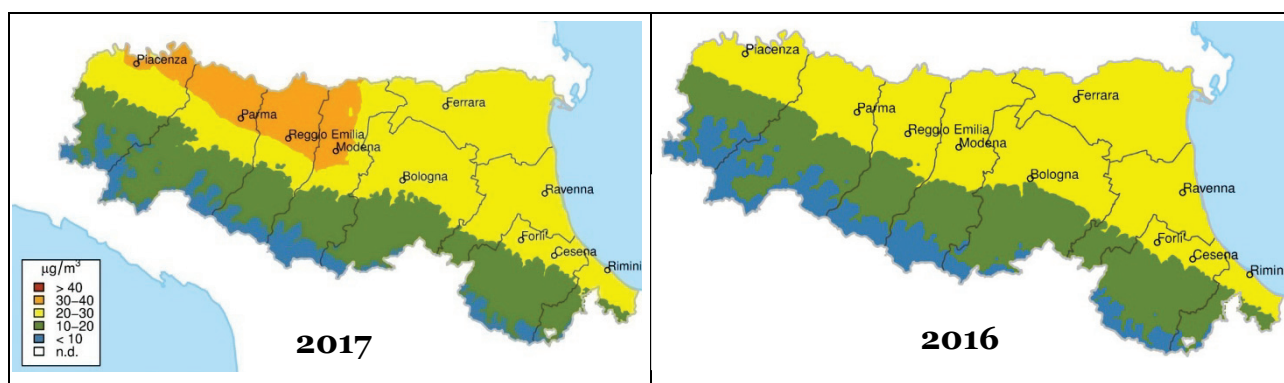 Piacenza
Parma
Reggio Emilia
Modena
Ferrara
Bologna
Ravenna
Forlì
Cesena
Rimini
µg/m³
> 40
30–40
20–30
10–20
< 10
n.d.
2017
Piacenza
Parma
Reggio Emilia
Modena
Ferrara
Bologna
Ravenna
Forlì
Cesena
Rimini
2016